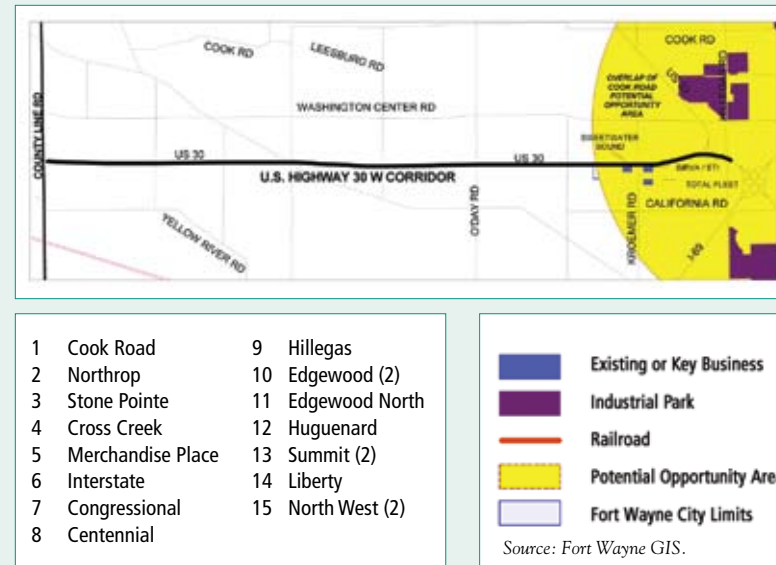 COOK RD
LEESBURG RD
COOK RD
US 30
OVERLAP OF
COOK ROAD
POTENTIAL
OPPORTUNITY
AREA
WASHINGTON CENTER RD
COUNTY LINE RD
SWEETWATER
SOUND
US 30
US 30
U.S. HIGHWAY 30 W CORRIDOR
TOTAL FLEET
O'DAY RD
KROEMER RD
CALIFORNIA RD
YELLOW RIVER RD
I-69
1 Cook Road
2 Northrop
3 Stone Pointe
4 Cross Creek
5 Merchandise Place
6 Interstate
7 Congressional
8 Centennial
9 Hillegas
10 Edgewood (2)
11 Edgewood North
12 Huguenard
13 Summit (2)
14 Liberty
15 North West (2)
Existing or Key Business
Industrial Park
Railroad
Potential Opportunity Are
Fort Wayne City Limits
Source: Fort Wayne GIS.